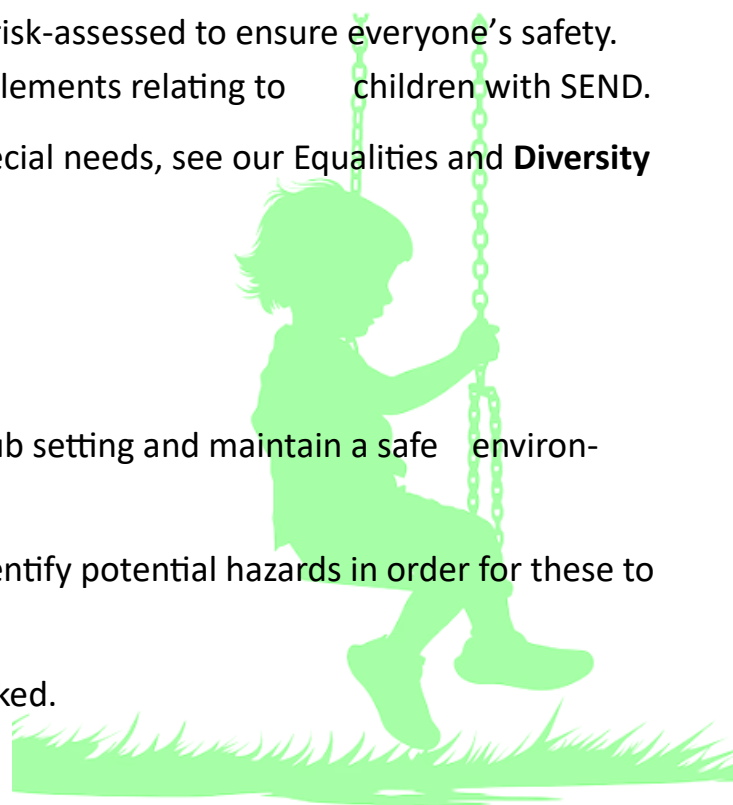 risk-assessed to ensure everyone’s safety.
lements relating to children with SEND.
ecial needs, see our Equalities and Diversity
ub setting and maintain a safe environ-
entify potential hazards in order for these to
ked.